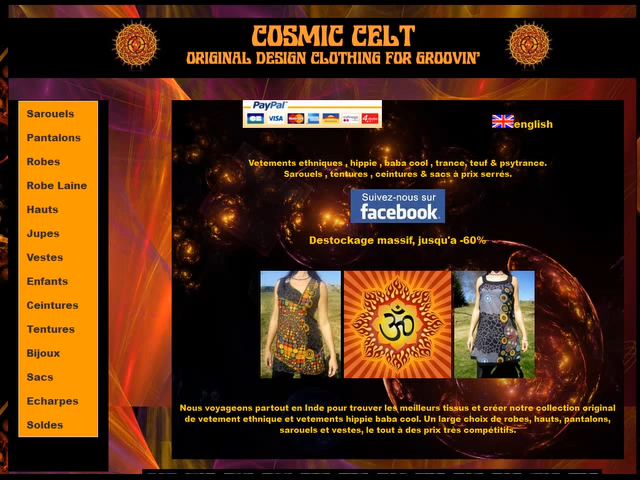 COSMIC CELT
ORIGINAL DESIGN CLOTHING FOR GROOVIN'
Sarouels
Pantalons
Robes
Robe Laine
Hauts
Jupes
Vestes
Enfants
Ceintures
Tentures
Bijoux
Sacs
Echarpes
Soldes
PayPal
VISA
english
Vetements ethniques , hippie , baba cool , trance, teuf & psytrance.
Sarouels , tentures , ceintures & sacs à prix serrés.
Suivez-nous sur
facebook.
Destockage massif, jusqu'a -60%
ॐ
Nous voyageons partout en Inde pour trouver les meilleurs tissus et créer notre collection original
de vetement ethnique et vetements hippie baba cool. Un large choix de robes, hauts, pantalons,
sarouels et vestes, le tout à des prix très compétitifs.